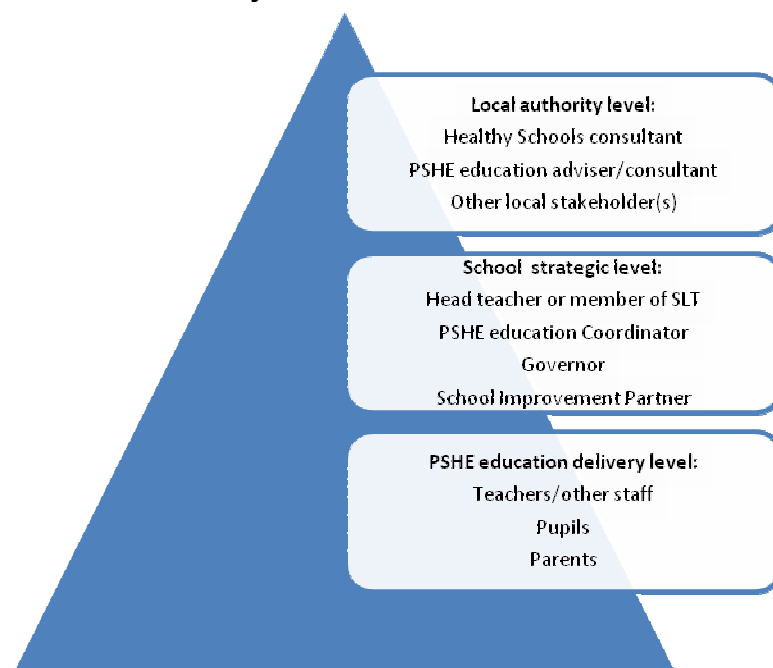 Local authority level:
Healthy Schools consultant
PSHE education adviser/consultant
Other local stakeholder(s)
School strategic level:
Head teacher or member of SLT
PSHE education Coordinator
Governor
School Improvement Partner
PSHE education delivery level:
Teachers/other staff
Pupils
Parents